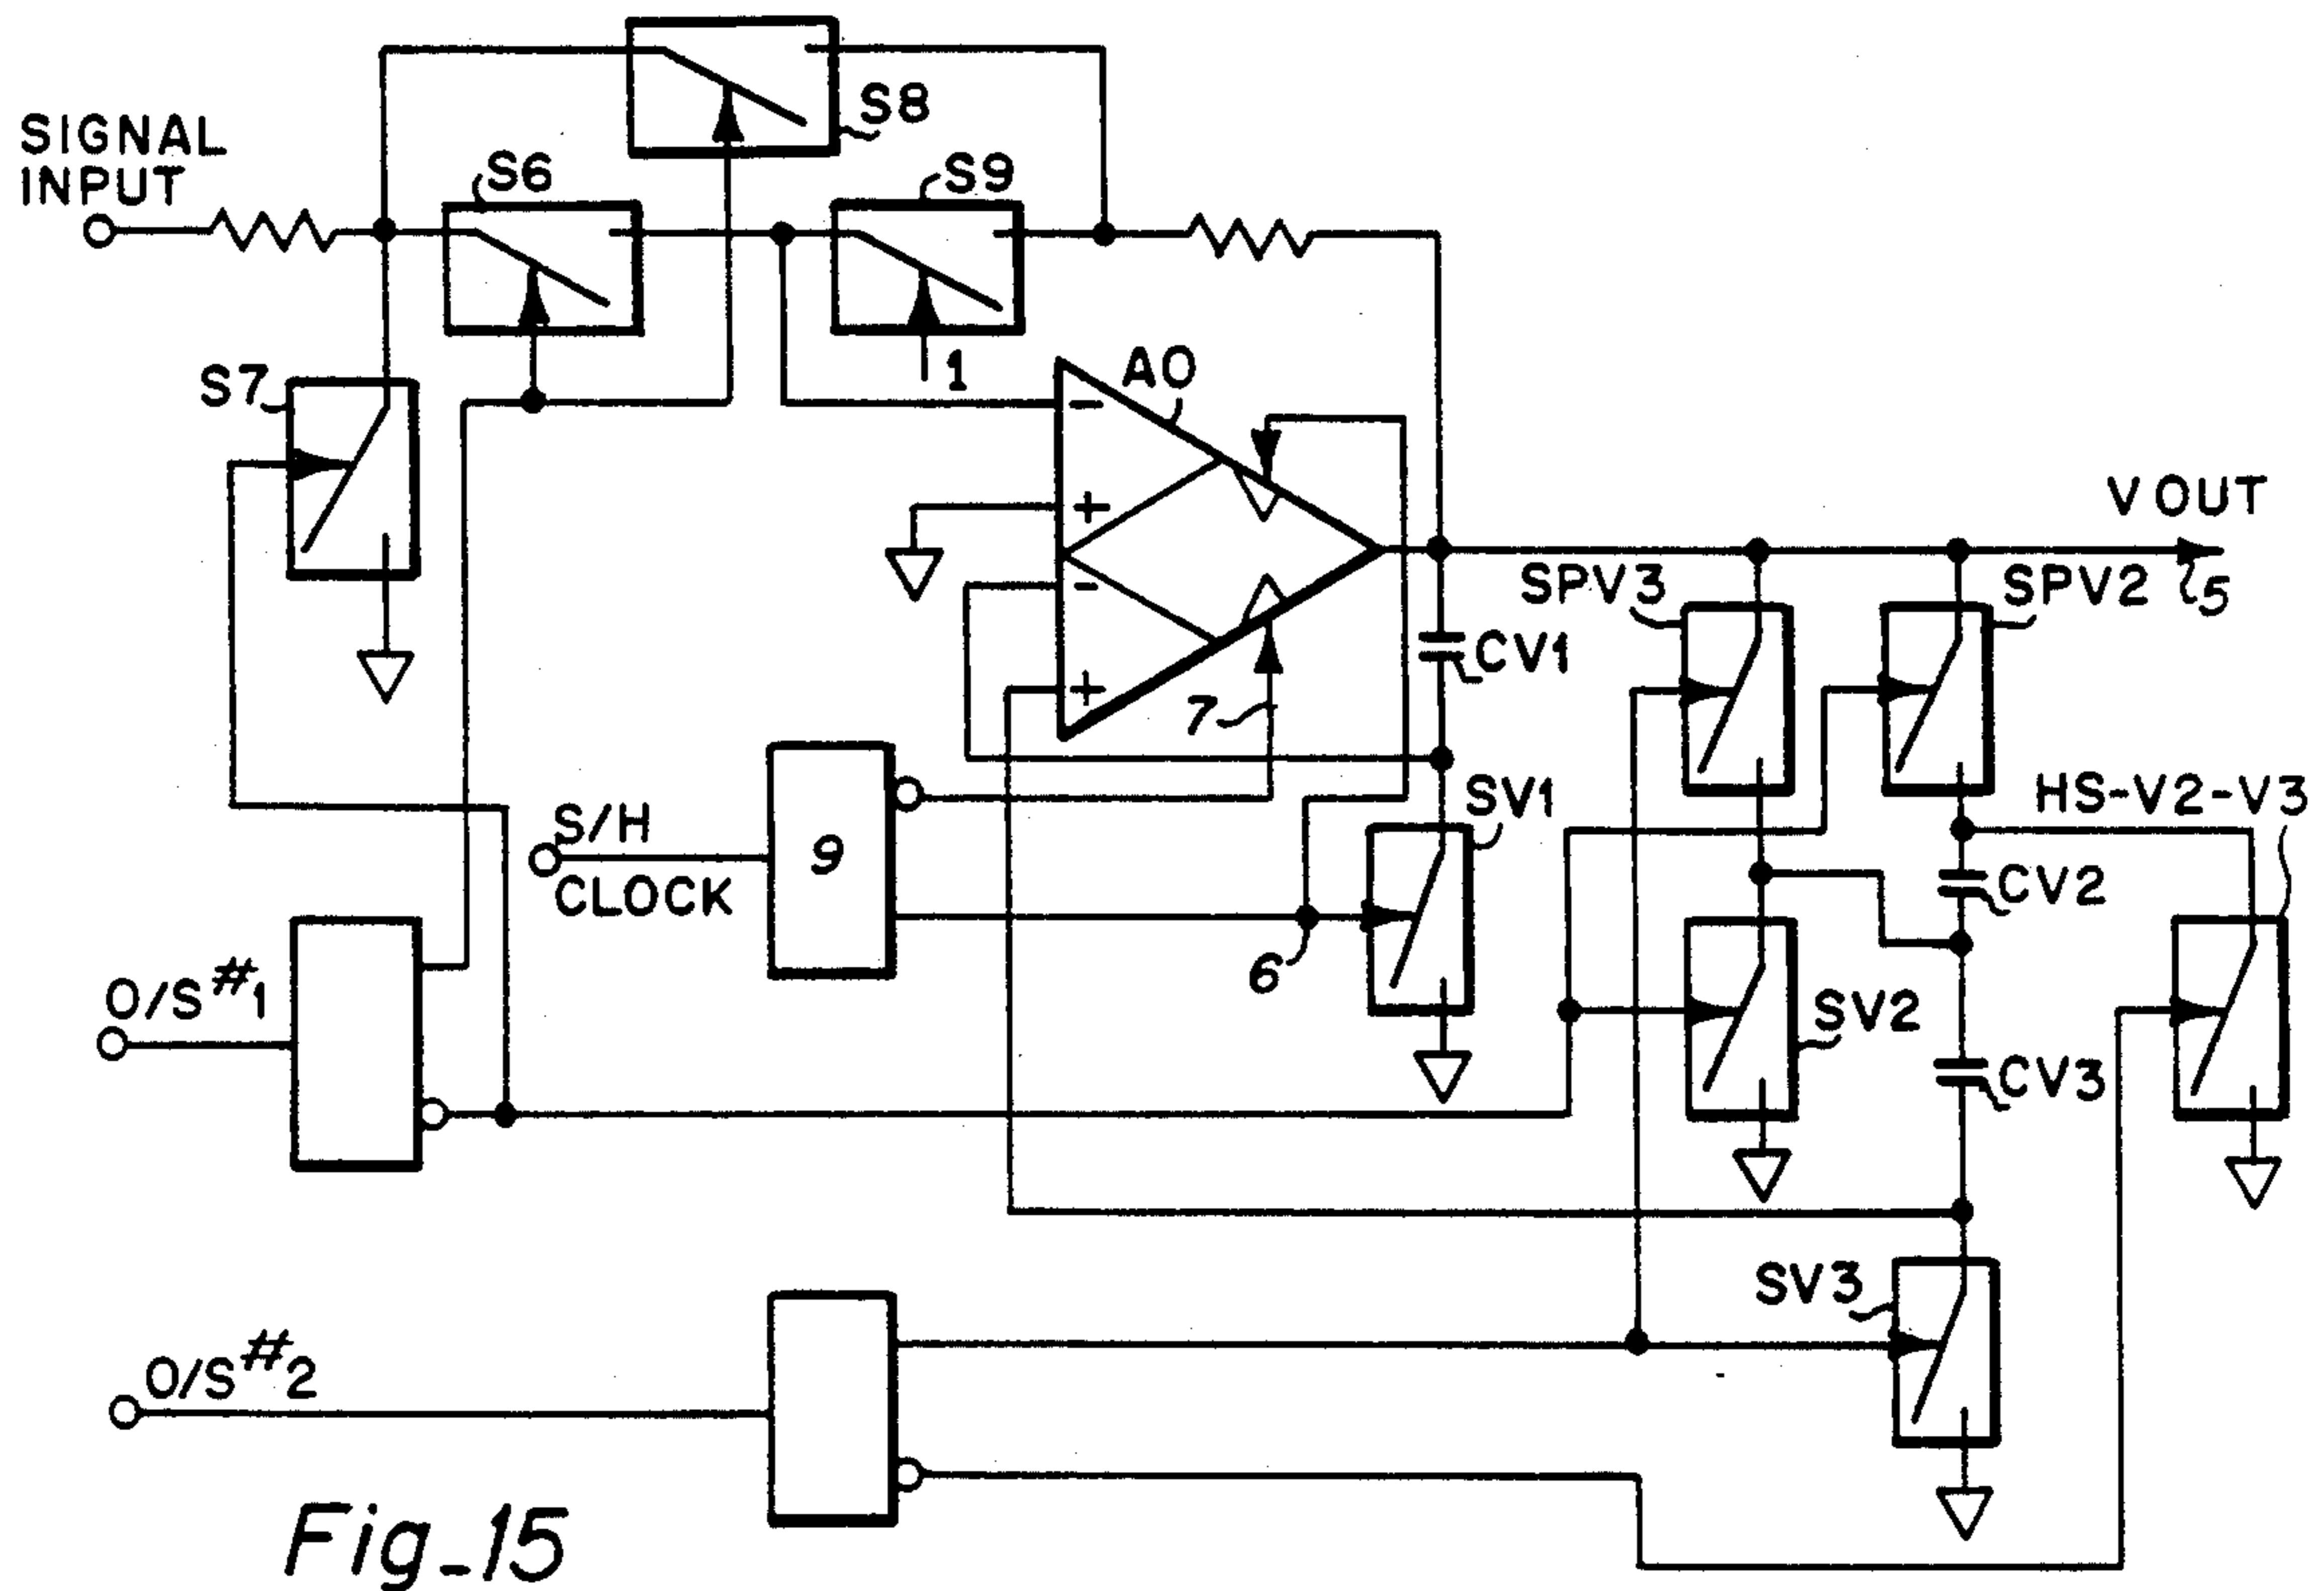 SIGNAL
INPUT
S8
S6
S9
S7
1
AO
-
+
-
+
7
V OUT
5
SPV3
SPV2
CV1
SV1
HS-V2-V3
S/H
CLOCK
9
6
CV2
O/S#1
SV2
CV3
SV3
O/S#2
Fig_15